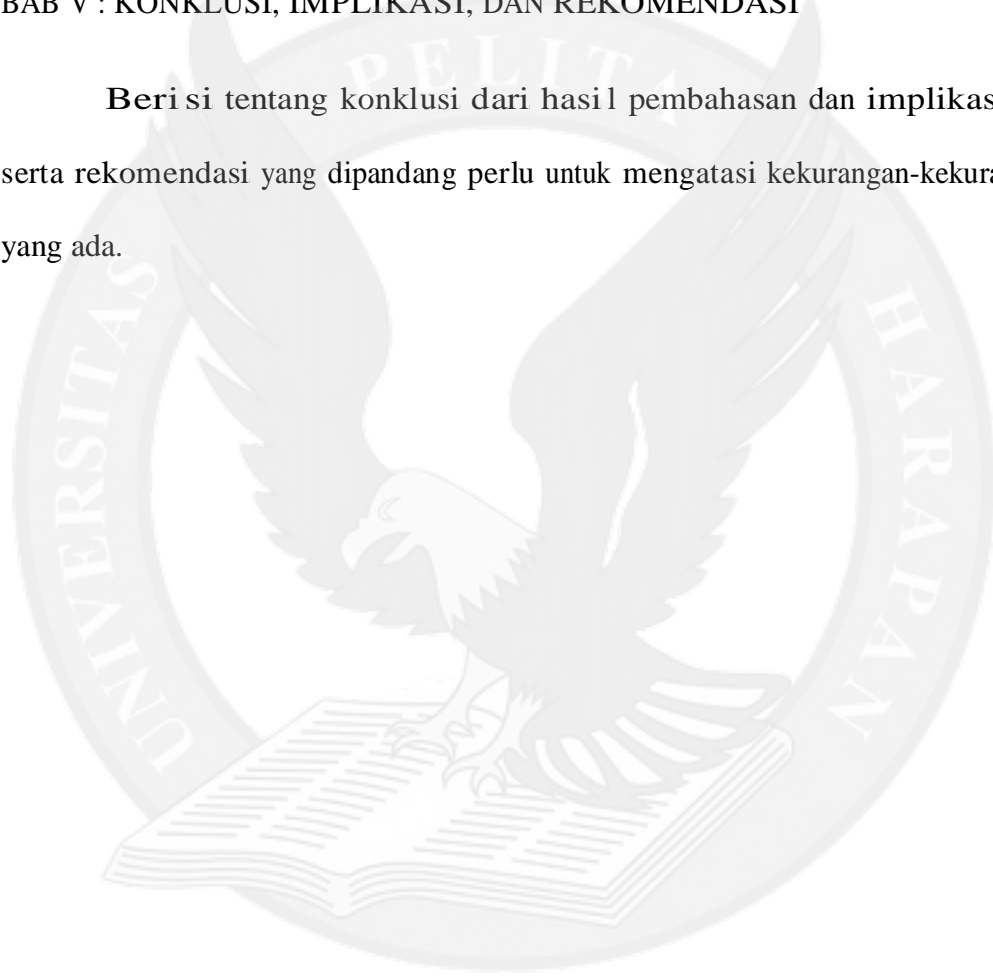 BAB V : KONKLUSI, IMPLIKASI, DAN REKOMENDASI
Berisi tentang konklusi dari hasil pembahasan dan implikas
serta rekomendasi yang dipandang perlu untuk mengatasi kekurangan-kekura
yang ada.
UNIVERSITAS PELITA HARAPAN